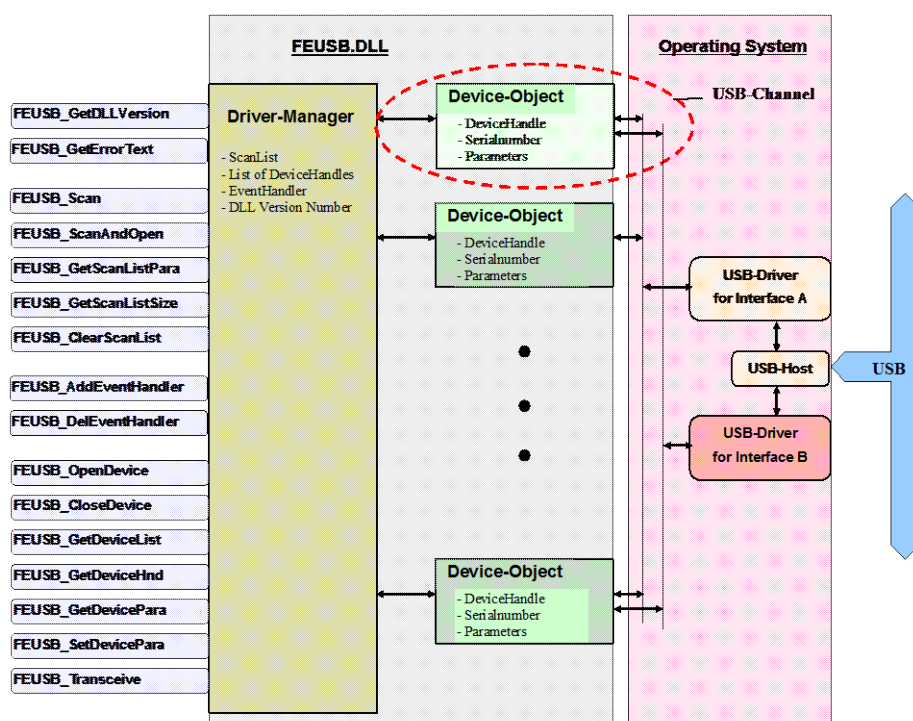 FEUSB.DLL
Operating System
FEUSB_GetDLLVersion
FEUSB_GetErrorText
FEUSB_Scan
FEUSB_ScanAndOpen
FEUSB_GetScanListPara
FEUSB_GetScanListSize
FEUSB_ClearScanList
FEUSB_AddEventHandler
FEUSB_DelEventHandler
FEUSB_OpenDevice
FEUSB_CloseDevice
FEUSB_GetDeviceList
FEUSB_GetDeviceHnd
FEUSB_GetDevicePara
FEUSB_SetDevicePara
FEUSB_Transceive
Driver-Manager
- ScanList
- List of DeviceHandles
- EventHandler
- DLL Version Number
Device-Object
- DeviceHandle
- Serialnumber
- Parameters
Device-Object
- DeviceHandle
- Serialnumber
- Parameters
Device-Object
- DeviceHandle
- Serialnumber
- Parameters
USB-Channel
USB-Driver
for Interface A
USB-Host
USB-Driver
for Interface B
USB